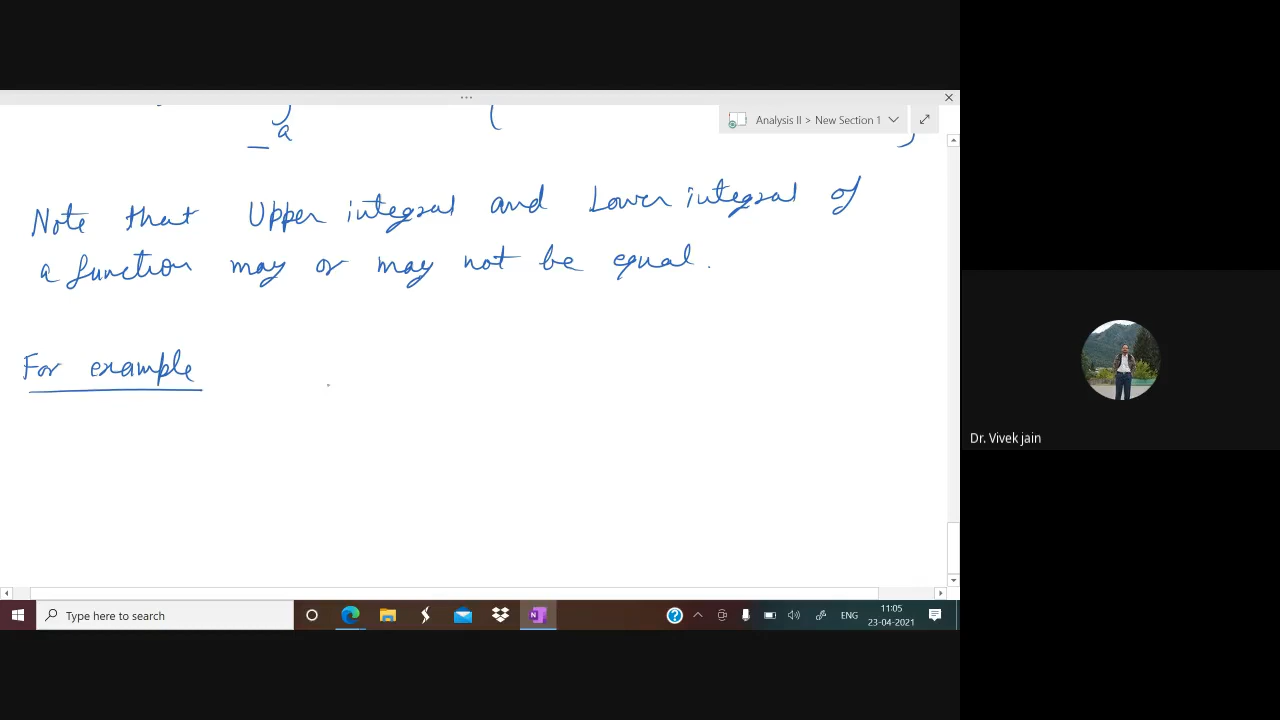 a
Analysis II > New Section 1
Note that Upper integral and Lower integral of
a function may or may not be equal.
For example
Dr. Vivek jain
Type here to search
ENG
11:05
23-04-2021